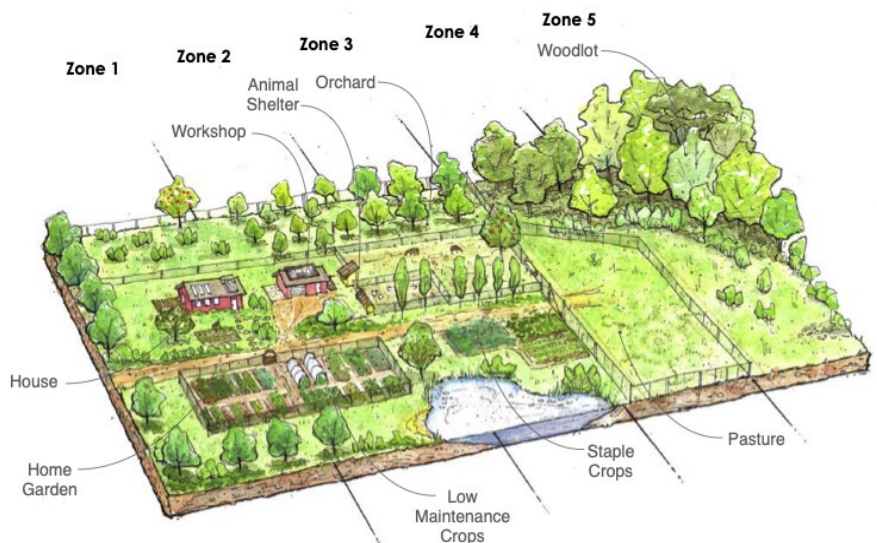 Zone 1
Zone 2
Zone 3
Zone 4
Zone 5
Woodlot
Animal
Shelter
Orchard
Workshop
House
Home
Garden
Low
Maintenance
Crops
Staple
Crops
Pasture